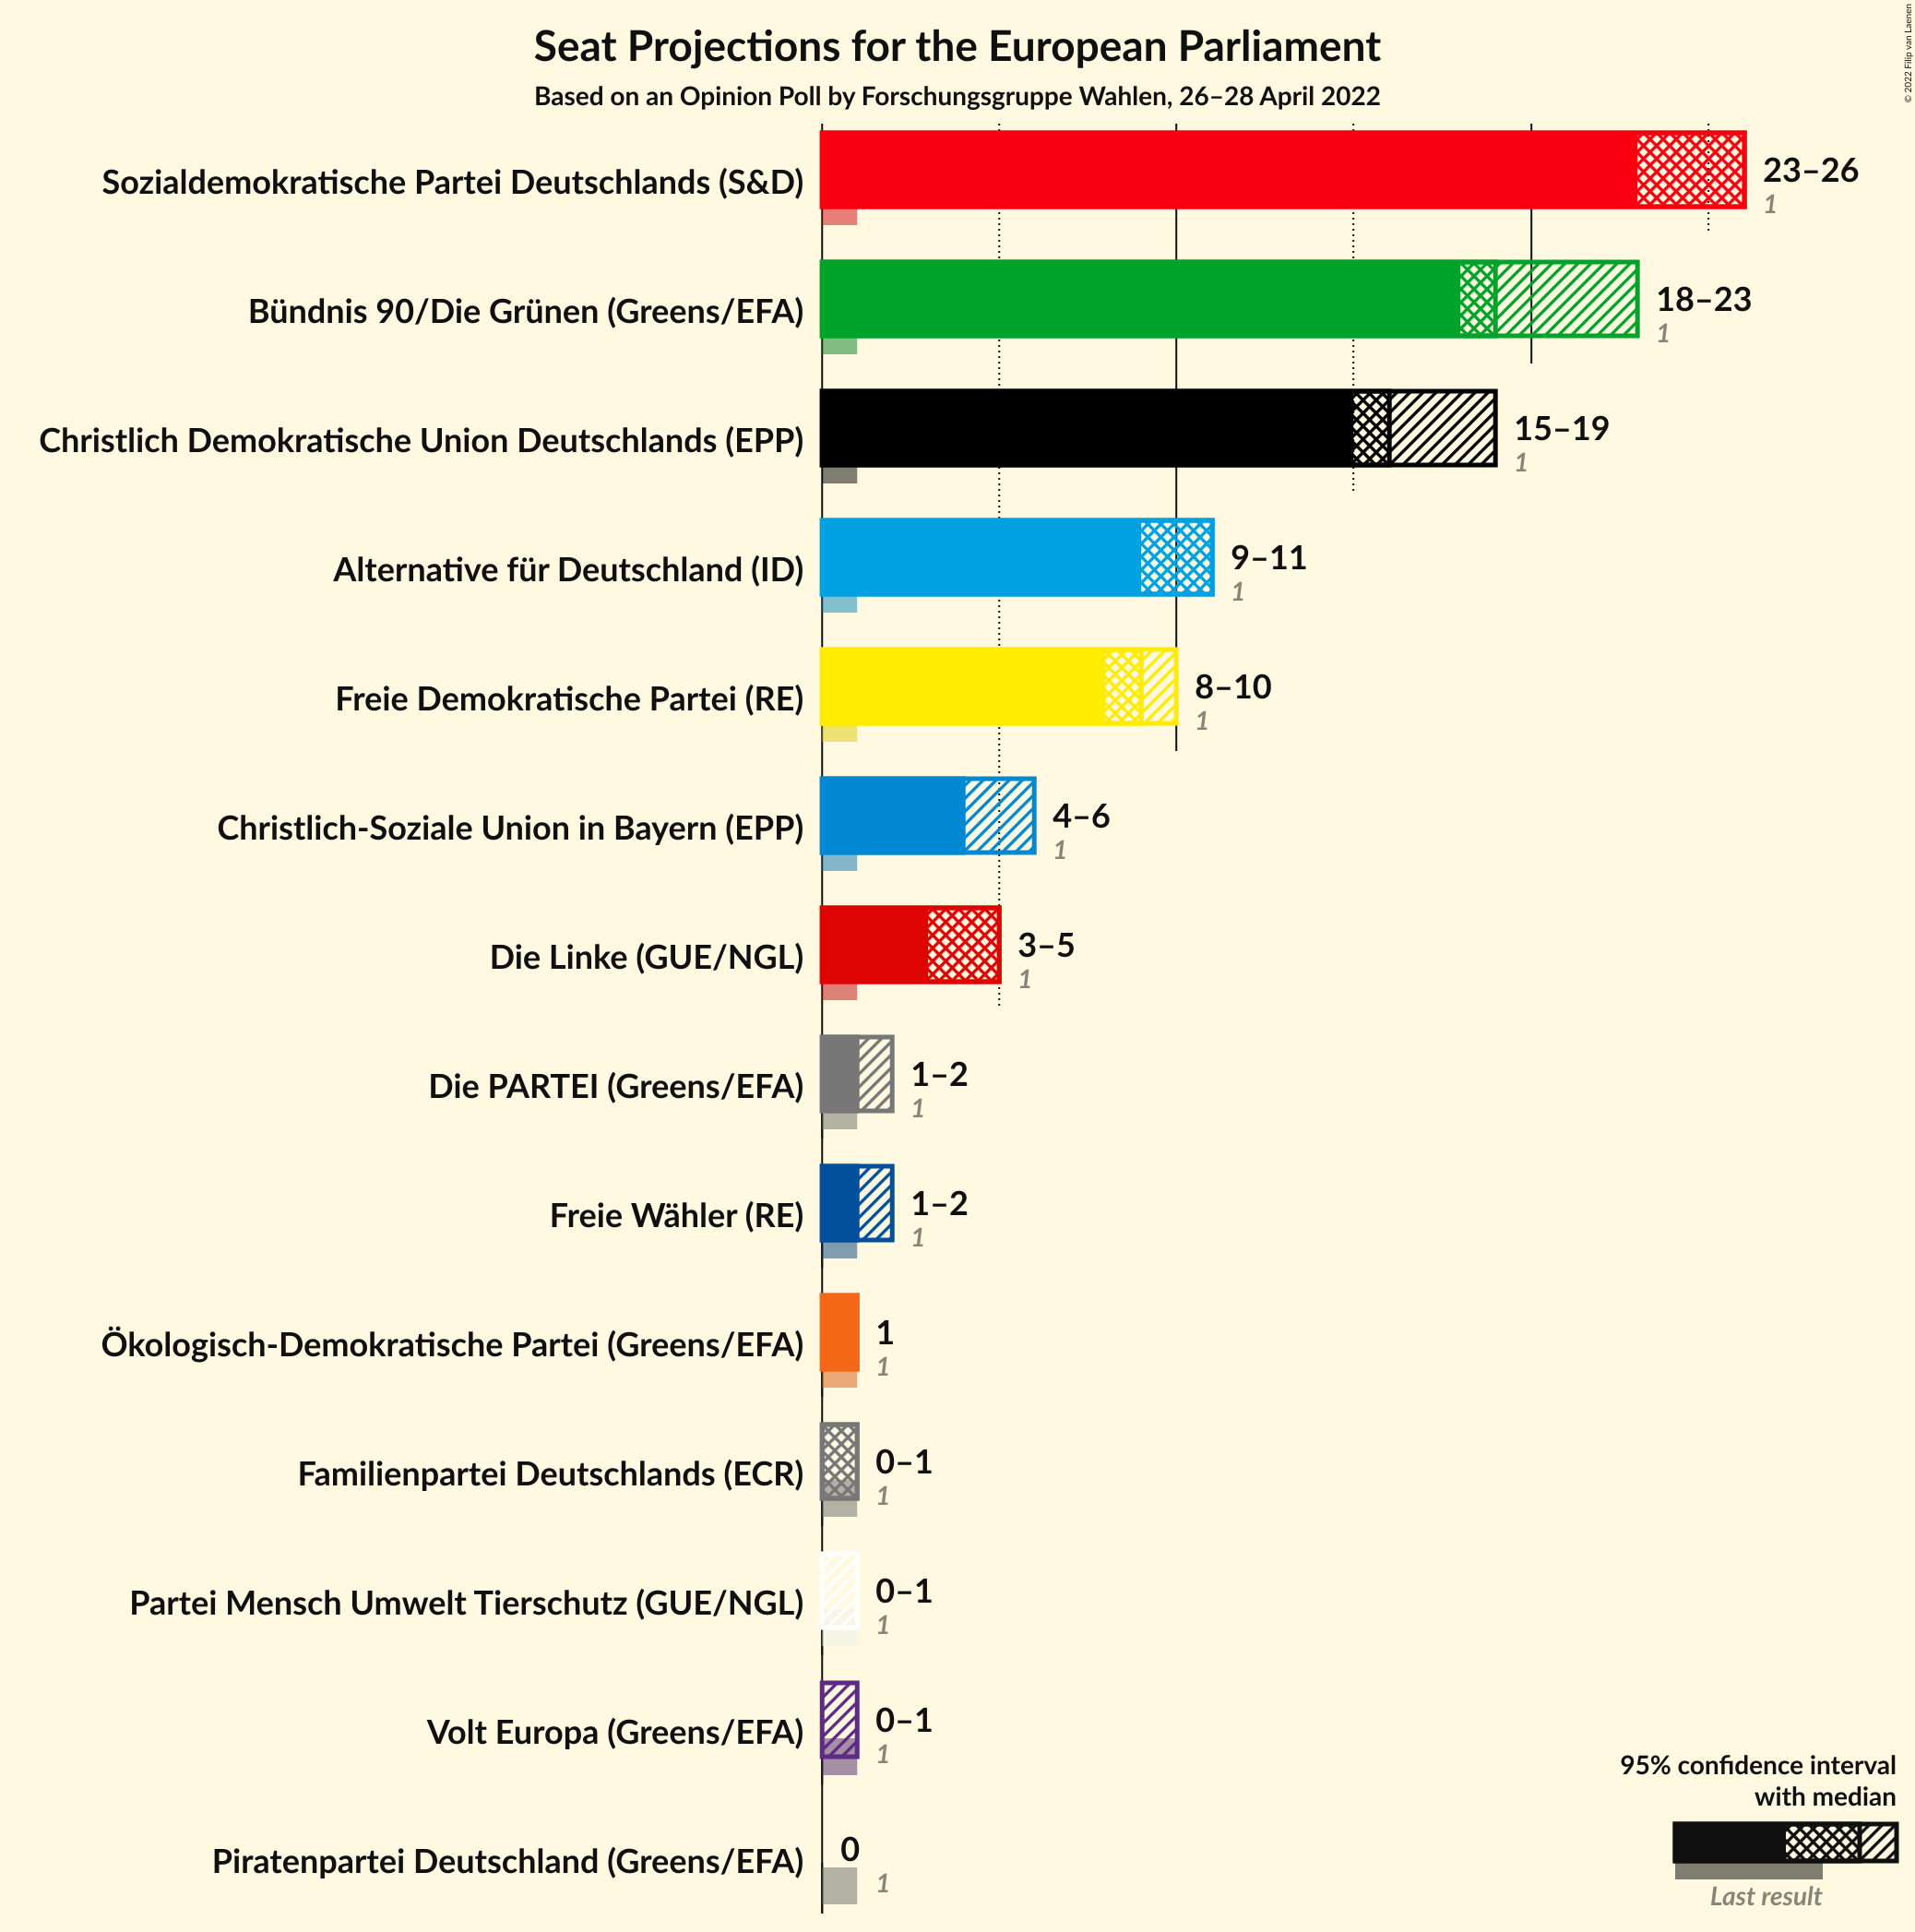 Seat Projections for the European Parliament
Based on an Opinion Poll by Forschungsgruppe Wahlen, 26–28 April 2022
© 2022 Filip van Laenen
Sozialdemokratische Partei Deutschlands (S&D)
23–26
1
Bündnis 90/Die Grünen (Greens/EFA)
18–23
1
Christlich Demokratische Union Deutschlands (EPP)
15–19
1
Alternative für Deutschland (ID)
9–11
1
Freie Demokratische Partei (RE)
8–10
1
Christlich-Soziale Union in Bayern (EPP)
4–6
1
Die Linke (GUE/NGL)
3–5
1
Die PARTEI (Greens/EFA)
1–2
1
Freie Wähler (RE)
1–2
1
Ökologisch-Demokratische Partei (Greens/EFA)
1
1
Familienpartei Deutschlands (ECR)
0–1
1
Partei Mensch Umwelt Tierschutz (GUE/NGL)
0–1
1
Volt Europa (Greens/EFA)
0–1
1
Piratenpartei Deutschland (Greens/EFA)
0
1
95% confidence interval
with median
Last result